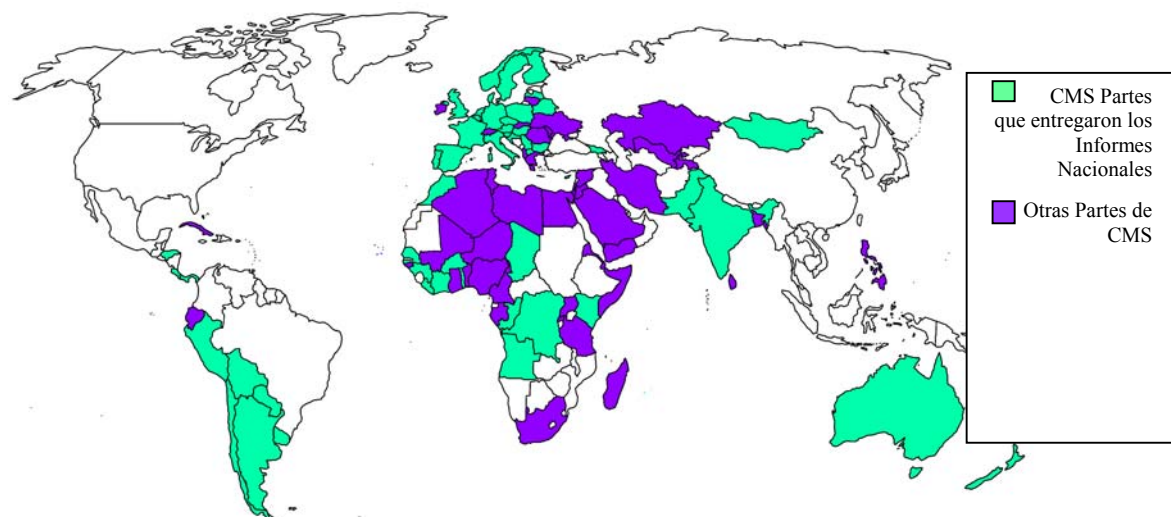 CMS Partes
que entregaron los
Informes
Nacionales
Otras Partes de
CMS